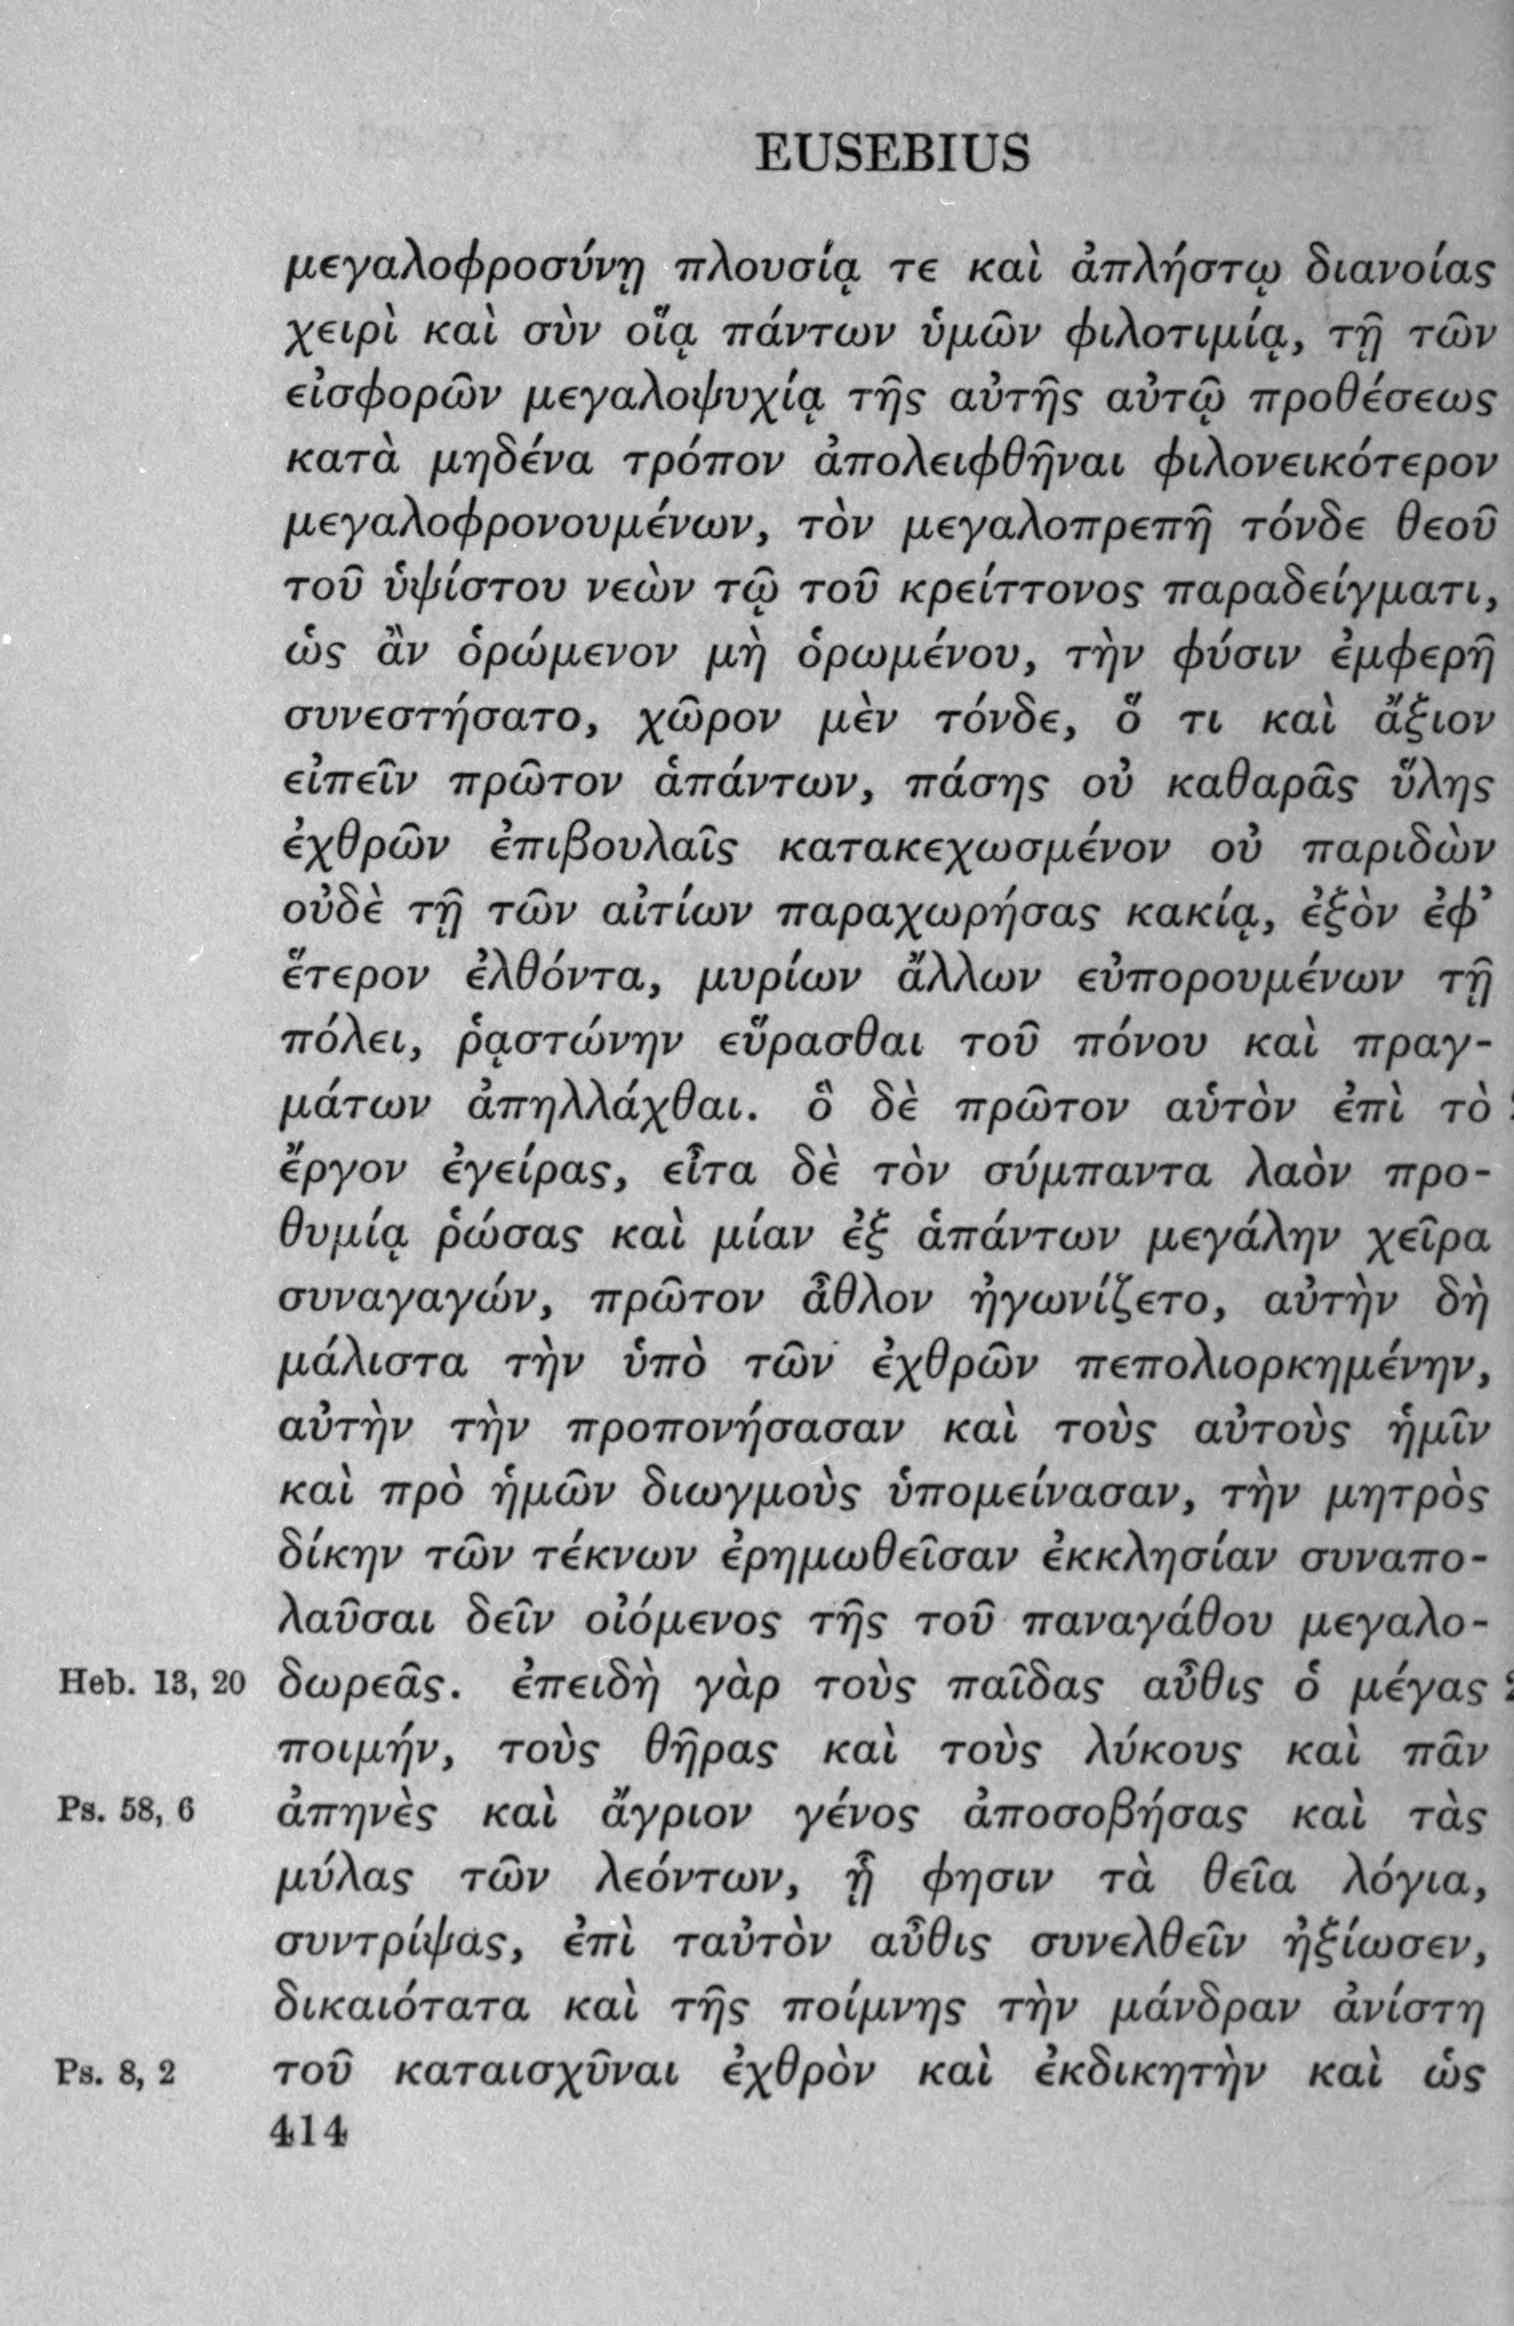 EUSEBIUS
μεγαλοφροσύνῃ πλουσίᾳ τε καὶ ἀπλήστῳ διανοίας
χειρὶ καὶ σὺν οἵᾳ πάντων ὑμῶν φιλοτιμίᾳ, τῇ τῶν
εἰσφορῶν μεγαλοψυχίᾳ τῆς αὐτῆς αὐτῷ προθέσεως
κατὰ μηδένα τρόπον ἀπολειφθῆναι φιλονεικότερον
μεγαλοφρονουμένων, τὸν μεγαλοπρεπῆ τόνδε θεοῦ
τοῦ ὑψίστου νεὼν τῷ τοῦ κρείττονος παραδείγματι,
ὡς ἂν ὁρώμενον μὴ ὁρωμένου, τὴν φύσιν ἐμφερῆ
συνεστήσατο, χῶρον μὲν τόνδε, ὅ τι καὶ ἄξιον
εἰπεῖν πρῶτον ἁπάντων, πάσης οὐ καθαρᾶς ὕλης
ἐχθρῶν ἐπιβουλαῖς κατακεχωσμένον οὐ παριδὼν
οὐδὲ τῇ τῶν αἰτίων παραχωρήσας κακίᾳ, ἐξὸν ἐφ’
ἕτερον ἐλθόντα, μυρίων ἄλλων εὐπορουμένων τῇ
πόλει, ῥᾳστώνην εὕρασθαι τοῦ πόνου καὶ πραγ-
μάτων ἀπηλλάχθαι. ὃ δὲ πρῶτον αὑτὸν ἐπὶ τὸ
ἔργον ἐγείρας, εἶτα δὲ τὸν σύμπαντα λαὸν προ-
θυμίᾳ ῥώσας καὶ μίαν ἐξ ἁπάντων μεγάλην χεῖρα
συναγαγών, πρῶτον ἆθλον ἠγωνίζετο, αὐτὴν δὴ
μάλιστα τὴν ὑπὸ τῶν ἐχθρῶν πεπολιορκημένην,
αὐτὴν τὴν προπονήσασαν καὶ τοὺς αὐτοὺς ἡμῖν
καὶ πρὸ ἡμῶν διωγμοὺς ὑπομείνασαν, τὴν μητρὸς
δίκην τῶν τέκνων ἐρημωθεῖσαν ἐκκλησίαν συναπο-
λαῦσαι δεῖν οἰόμενος τῆς τοῦ παναγάθου μεγαλο-
Heb. 13, 20 δωρεᾶς. ἐπειδὴ γὰρ τοὺς παῖδας αὖθις ὁ μέγας
ποιμήν, τοὺς θῆρας καὶ τοὺς λύκους καὶ πᾶν
Ps. 58, 6 ἀπηνὲς καὶ ἄγριον γένος ἀποσοβήσας καὶ τὰς
μύλας τῶν λεόντων, ᾗ φησιν τὰ θεῖα λόγια,
συντρίψας, ἐπὶ ταὐτὸν αὖθις συνελθεῖν ἠξίωσεν,
δικαιότατα καὶ τῆς ποίμνης τὴν μάνδραν ἀνίστη
Ps. 8, 2 τοῦ καταισχῦναι ἐχθρὸν καὶ ἐκδικητὴν καὶ ὡς
414